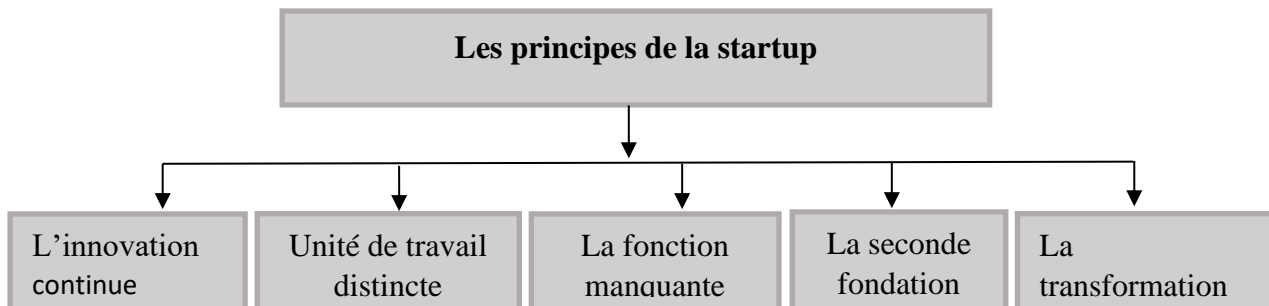 Les principes de la startup
L’innovation
continue
Unité de travail
distincte
La fonction
manquante
La seconde
fondation
La
transformation